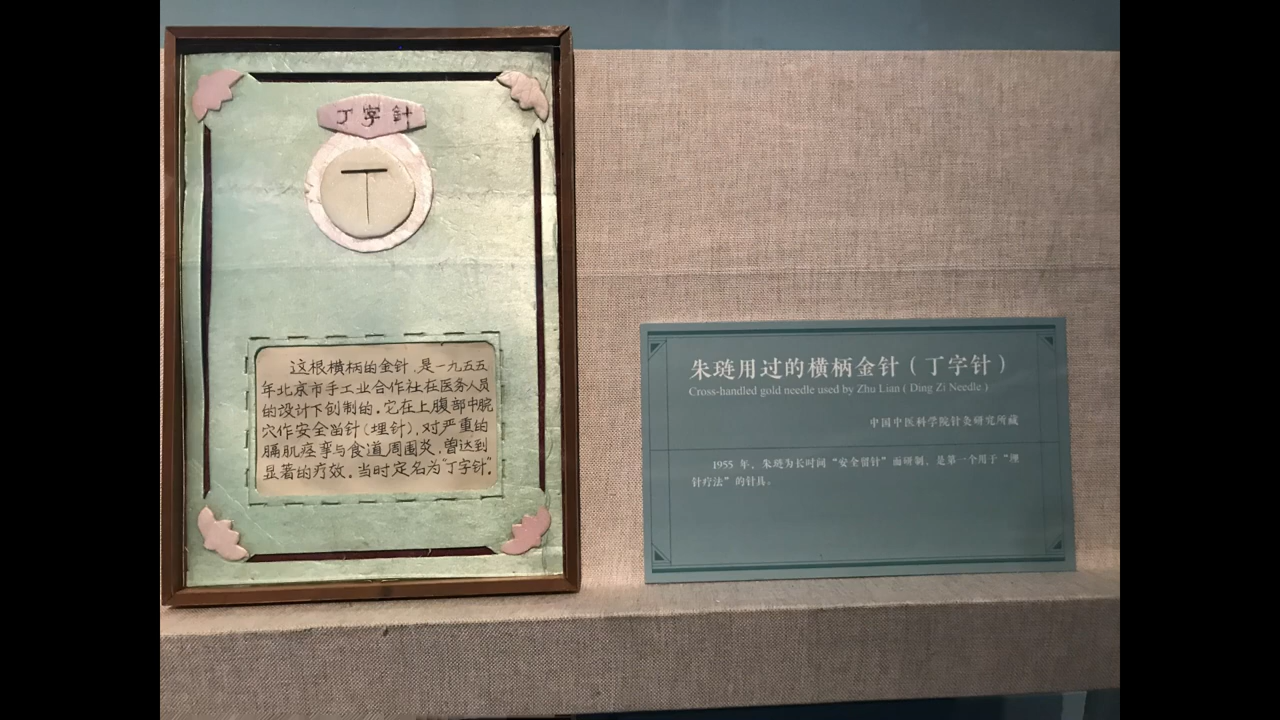 丁字針
这根横柄的金针，是一九五五
年北京市手工业合作社在医务人员
的设计下创制的。它在上腹部中脘
穴作安全留针（埋针），对严重的
膈肌痉挛与食道周围炎，曾达到
显著的疗效。当时定名为"丁字针"。
朱琏用过的横柄金针（丁字针）
Cross-handled gold needle used by Zhu Lian ( Ding Zi Needle )
中国中医科学院针灸研究所藏
1955 年，朱琏为长时间“安全留针”而研制，是第一个用于“埋
针疗法”的针具。